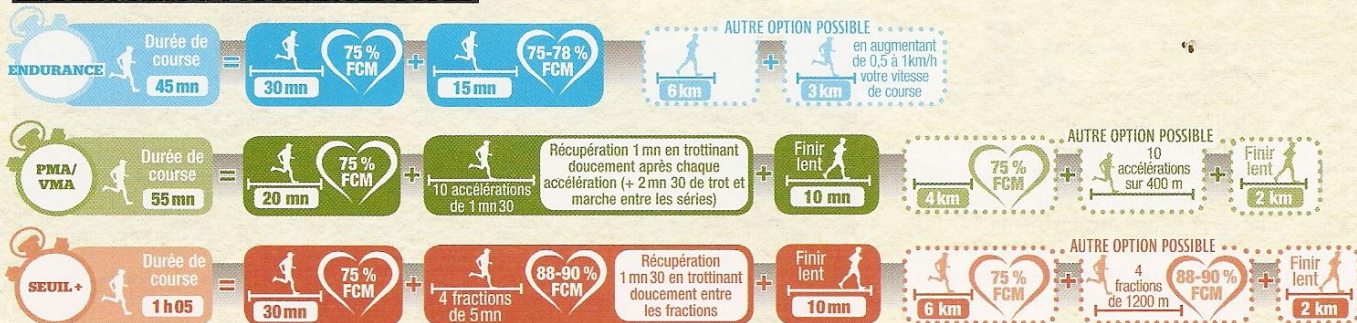 AUTRE OPTION POSSIBLE
ENDURANCE
Durée de
course
45 mn
=
30 mn
75 %
FCM
+
15 mn
75-78 %
FCM
6 km
+
3 km
en augmentant
de 0,5 à 1km/h
votre vitesse
de course
PMA/
VMA
Durée de
course
55 mn
=
20 mn
75 %
FCM
+
10 accélérations
de 1 mn 30
Récupération 1 mn en trottinant
doucement après chaque
accélération (+ 2 mn 30 de trot et
marche entre les séries)
+
Finir
lent
10 mn
AUTRE OPTION POSSIBLE
4 km
75 %
FCM
+
10
accélérations
sur 400 m
+
Finir
lent
2 km
SEUIL +
Durée de
course
1 h 05
=
30 mn
75 %
FCM
+
4 fractions
de 5 mn
88-90 %
FCM
Récupération
1 mn 30 en trottinant
doucement entre
les fractions
+
Finir
lent
10 mn
AUTRE OPTION POSSIBLE
6 km
75 %
FCM
+
4
fractions
de 1200 m
88-90 %
FCM
+
Finir
lent
2 km